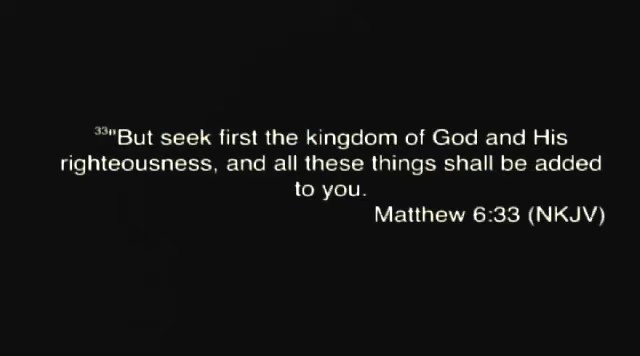 33"But seek first the kingdom of God and His
righteousness, and all these things shall be added
to you.
Matthew 6:33 (NKJV)